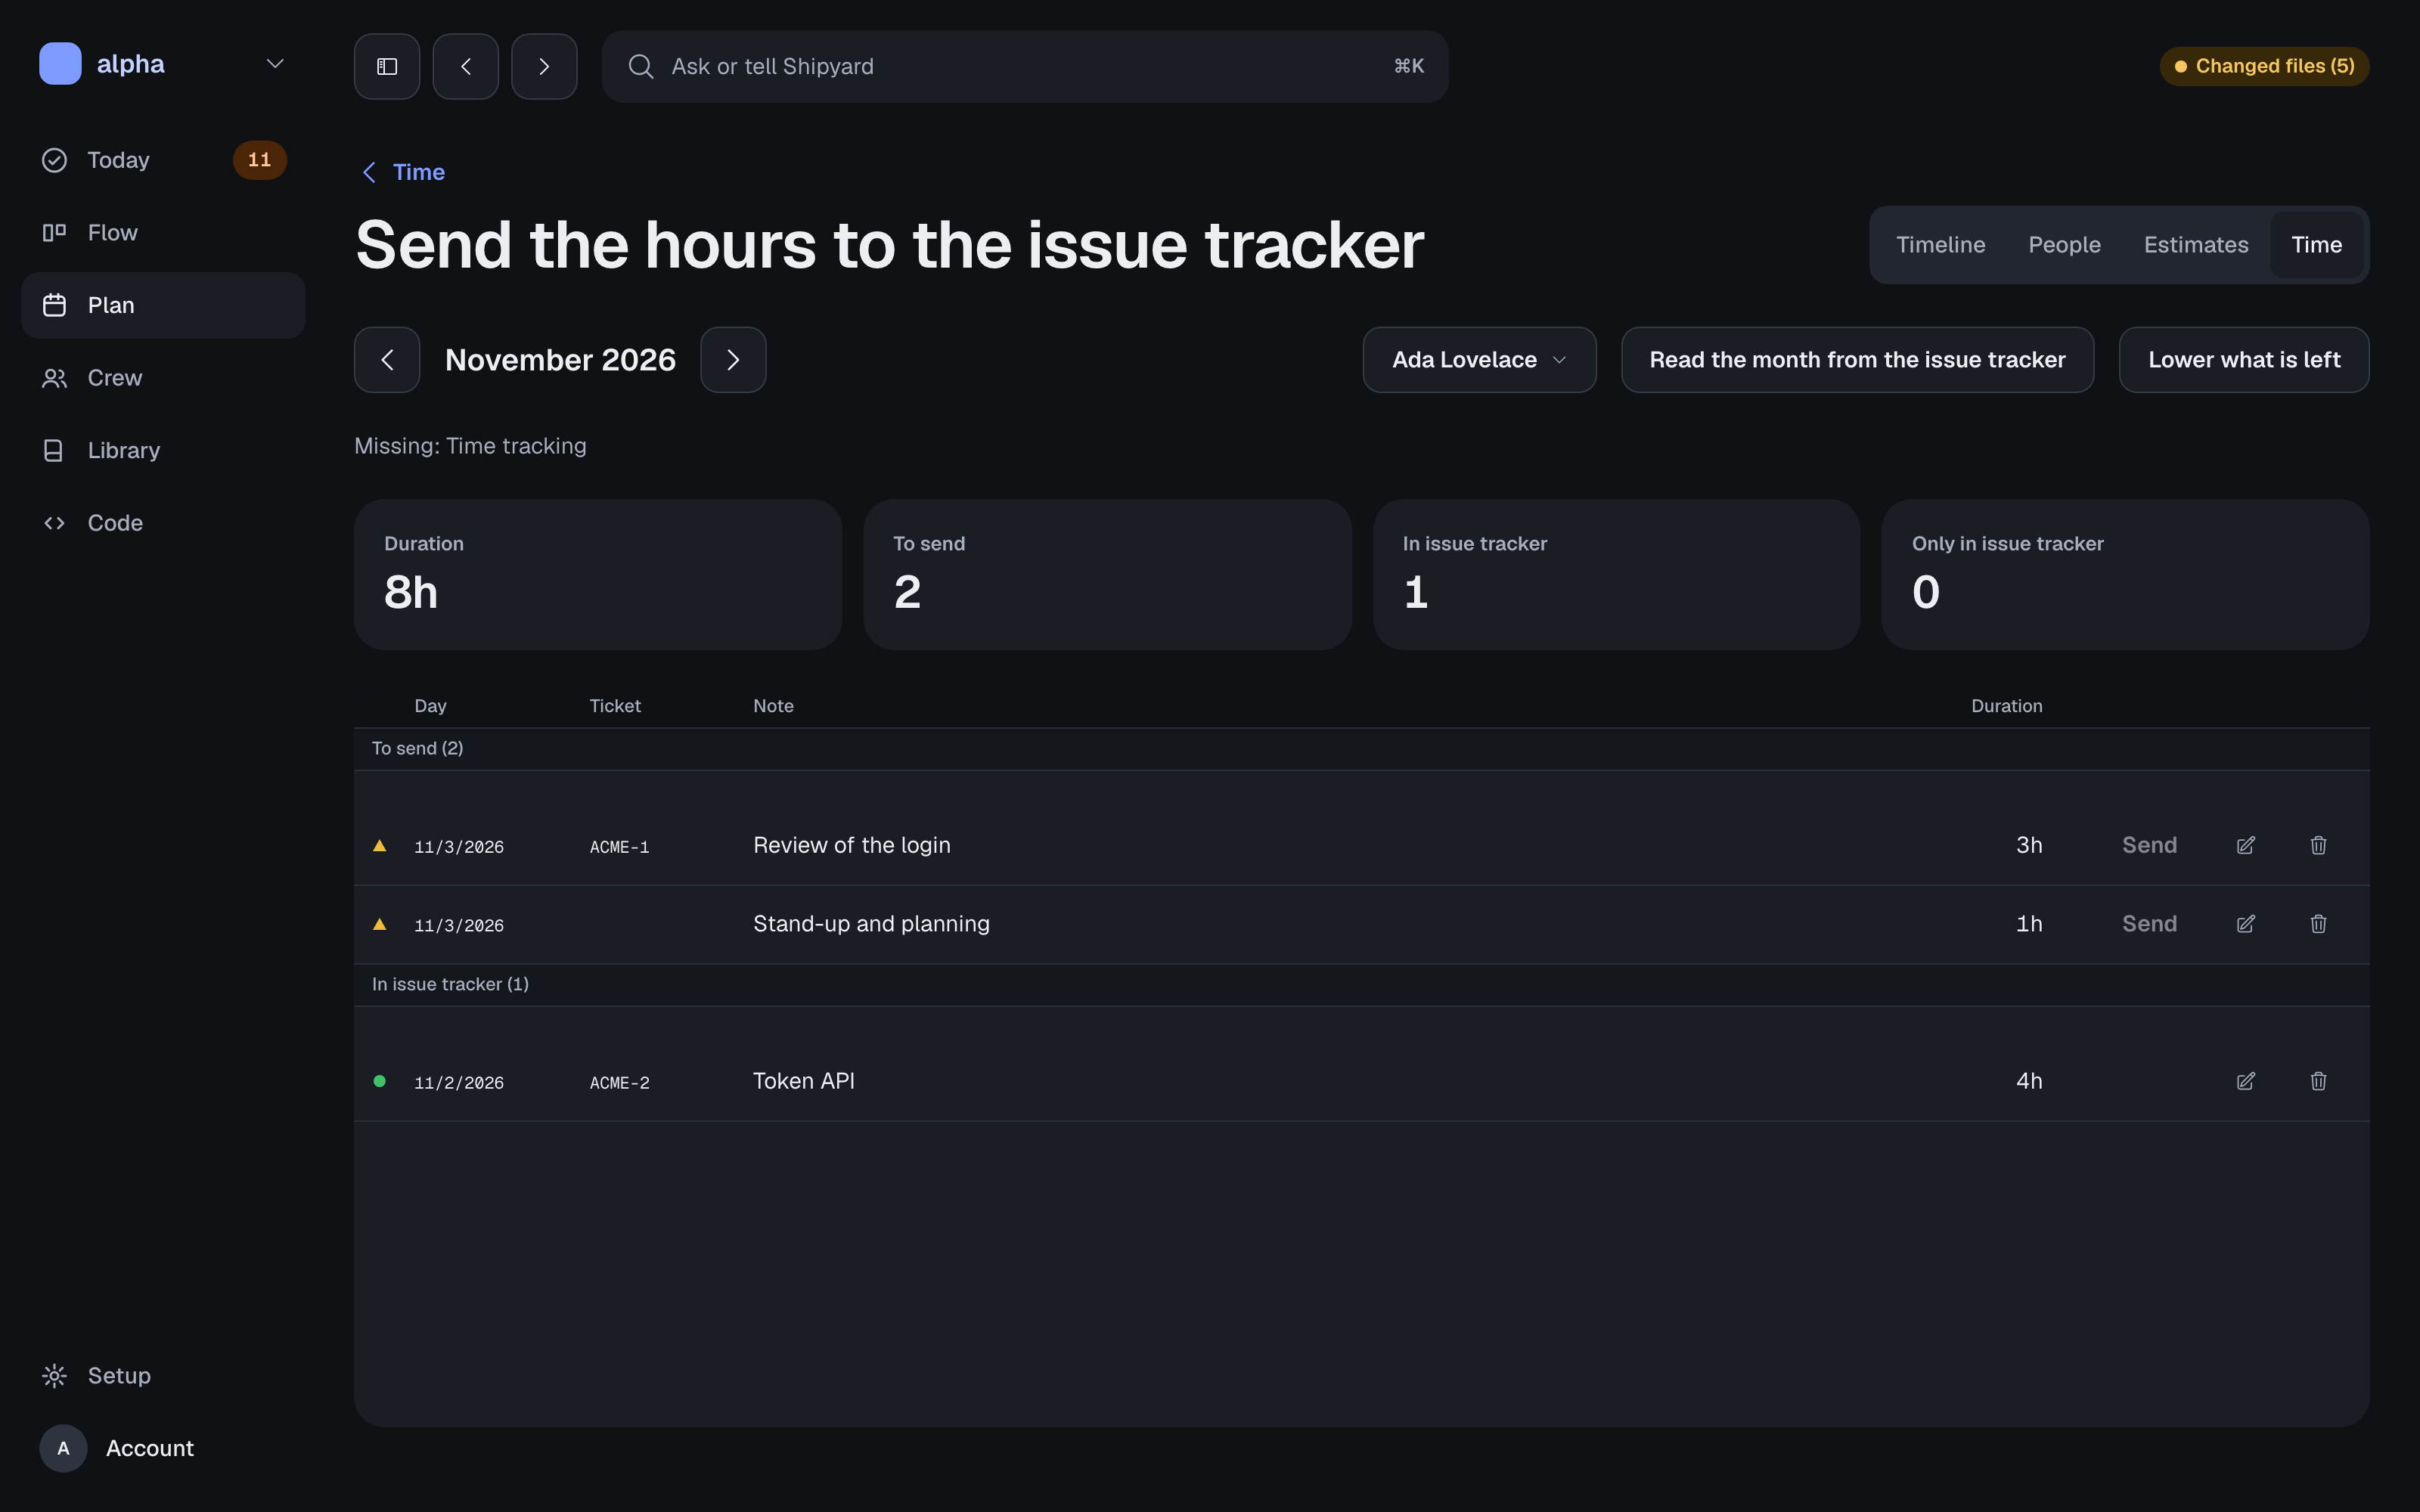 alpha
Ask or tell Shipyard ⌘K
Changed files (5)
Today 11
Flow
Plan
Crew
Library
Code
Setup
A Account
Time
Send the hours to the issue tracker
Timeline People Estimates Time
November 2026
Ada Lovelace
Read the month from the issue tracker
Lower what is left
Missing: Time tracking
Duration
8h
To send
2
In issue tracker
1
Only in issue tracker
0
Day Ticket Note Duration
To send (2)
11/3/2026 ACME-1 Review of the login 3h Send
11/3/2026 Stand-up and planning 1h Send
In issue tracker (1)
11/2/2026 ACME-2 Token API 4h